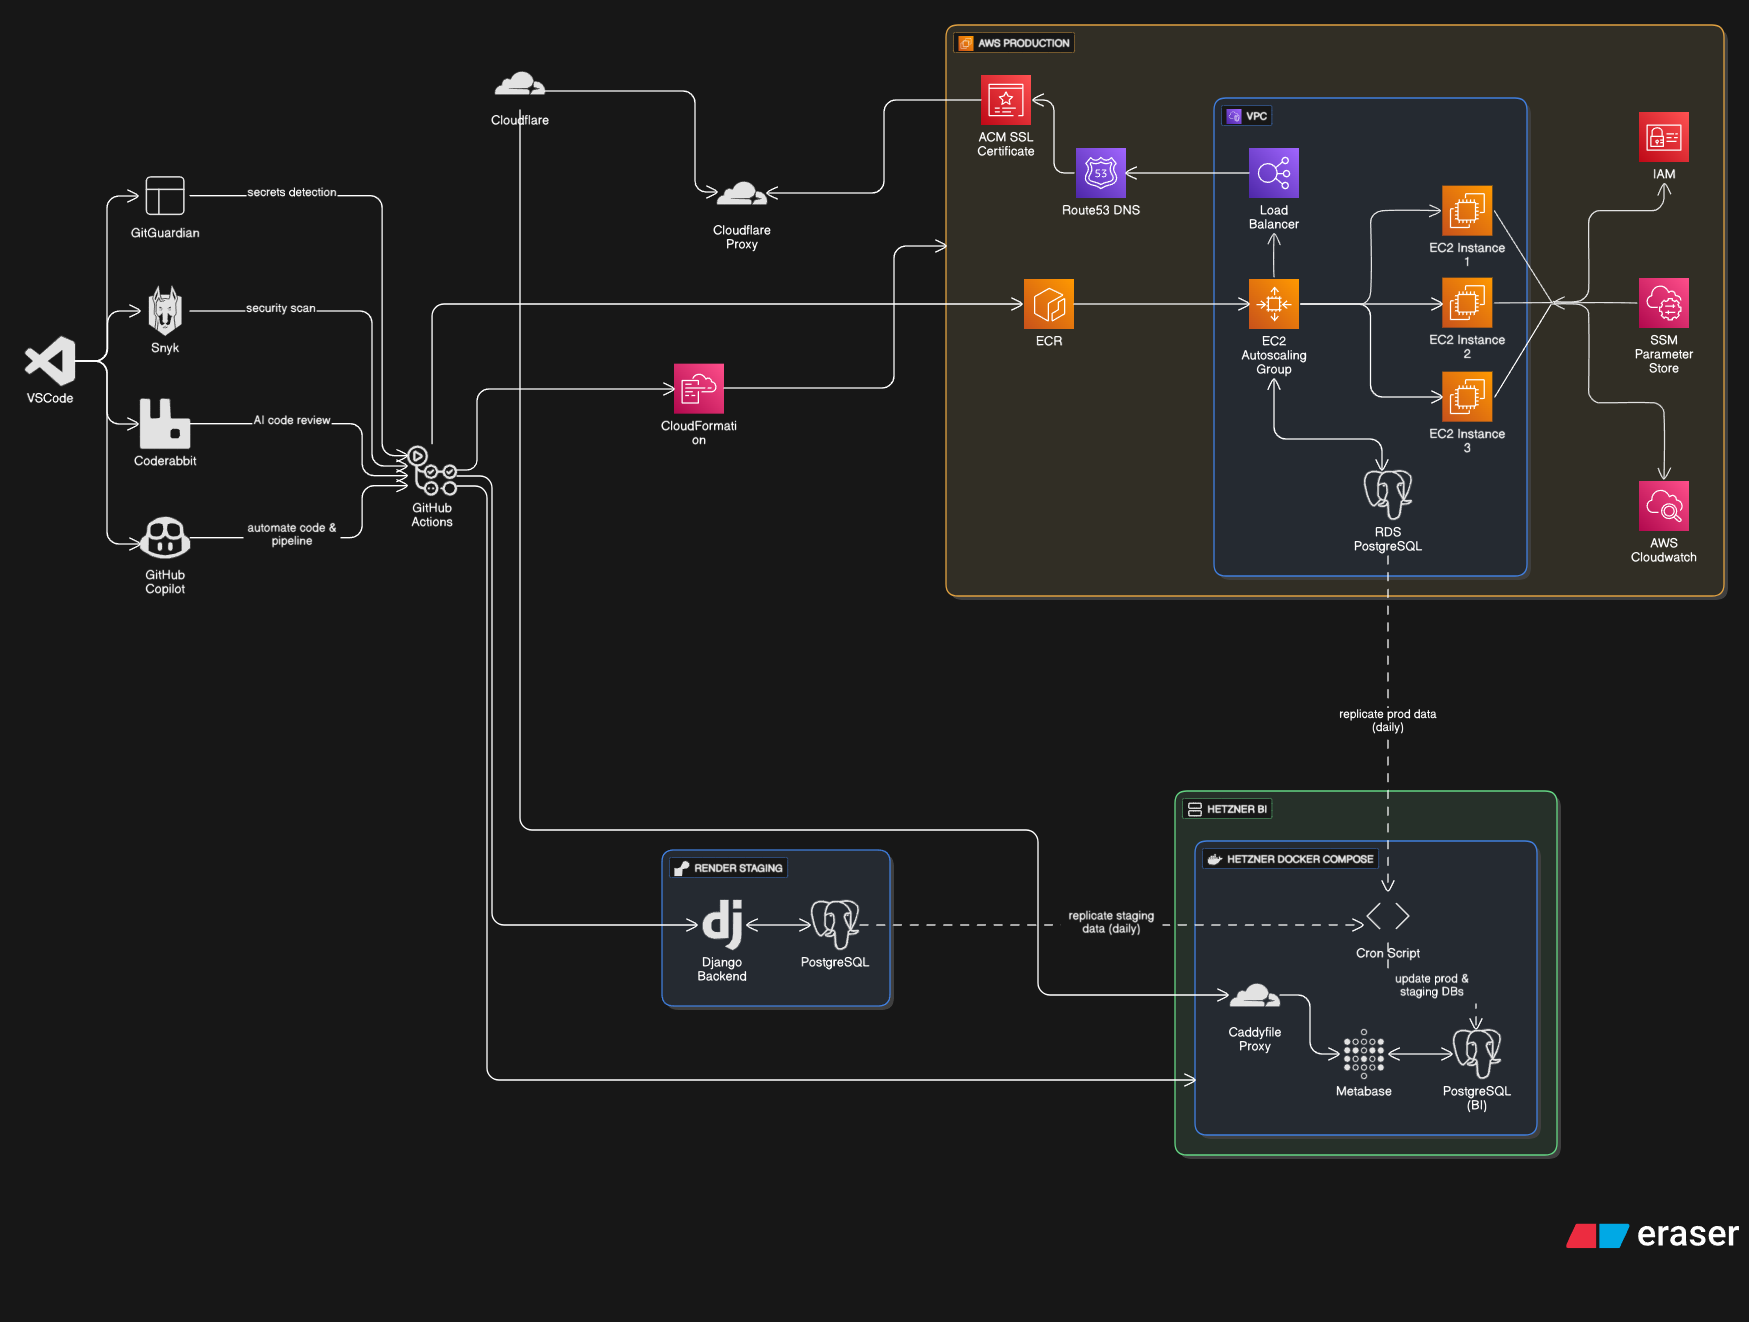 AWS PRODUCTION
Cloudflare
ACM SSL
Certificate
VPC
IAM
GitGuardian
secrets detection
Cloudflare
Proxy
Route53 DNS
Load
Balancer
EC2 Instance
1
Snyk
security scan
VSCode
ECR
EC2
Autoscaling
Group
EC2 Instance
2
SSM
Parameter
Store
CloudFormati
on
Coderabbit
AI code review
EC2 Instance
3
GitHub
Actions
GitHub
Copilot
automate code &
pipeline
RDS
PostgreSQL
AWS
Cloudwatch
replicate prod data
(daily)
HETZNER BI
HETZNER DOCKER COMPOSE
RENDER STAGING
Django
Backend
PostgreSQL
replicate staging
data (daily)
Cron Script
update prod &
staging DBs
Caddyfile
Proxy
Metabase
PostgreSQL
(BI)
eraser